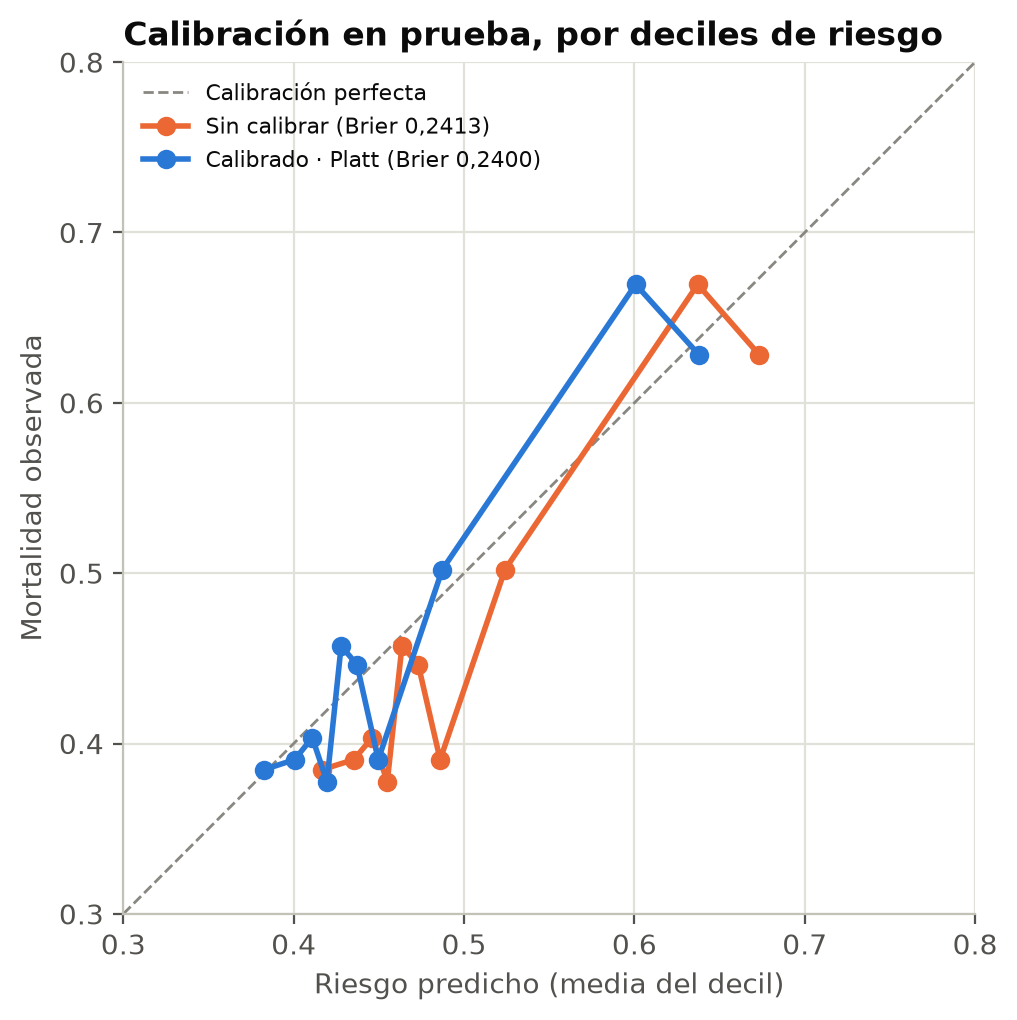 Calibración en prueba, por deciles de riesgo
Calibración perfecta
Sin calibrar (Brier 0,2413)
Calibrado · Platt (Brier 0,2400)
Mortalidad observada
0.8
0.7
0.6
0.5
0.4
0.3
0.3 0.4 0.5 0.6 0.7 0.8
Riesgo predicho (media del decil)